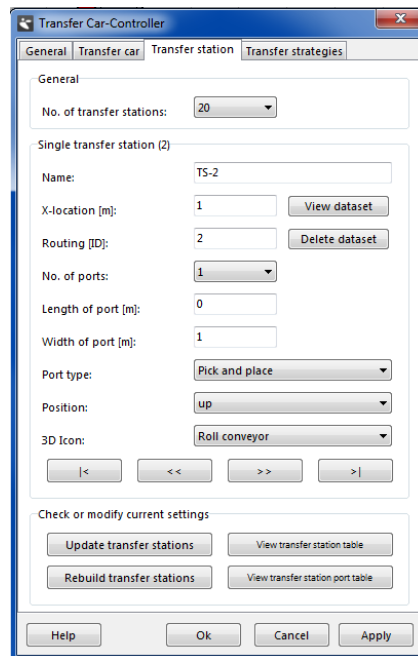 Transfer Car-Controller
General Transfer car Transfer station Transfer strategies
General
No. of transfer stations: 20
Single transfer station (2)
Name: TS-2
X-location [m]: 1 View dataset
Routing [ID]: 2 Delete dataset
No. of ports: 1
Length of port [m]: 0
Width of port [m]: 1
Port type: Pick and place
Position: up
3D Icon: Roll conveyor
|< << >> >|
Check or modify current settings
Update transfer stations View transfer station table
Rebuild transfer stations View transfer station port table
Help Ok Cancel Apply